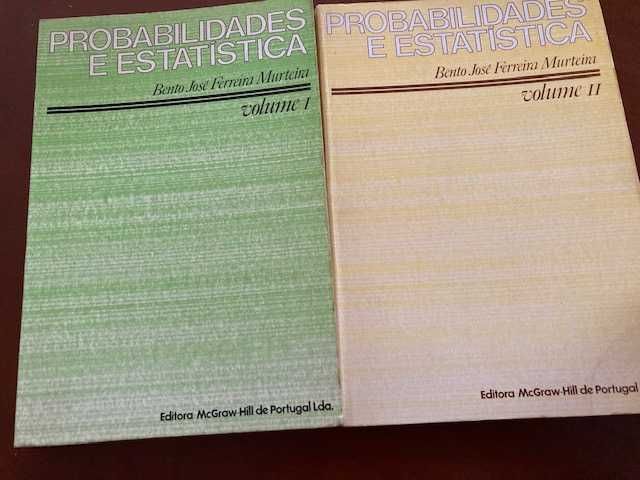 PROBABILIDADES
E ESTATÍSTICA
Bento José Ferreira Murteira
volume I
Editora McGraw-Hill de Portugal Lda.
PROBABILIDADES
E ESTATÍSTICA
Bento José Ferreira Murteira
volume II
Editora McGraw-Hill de Portugal